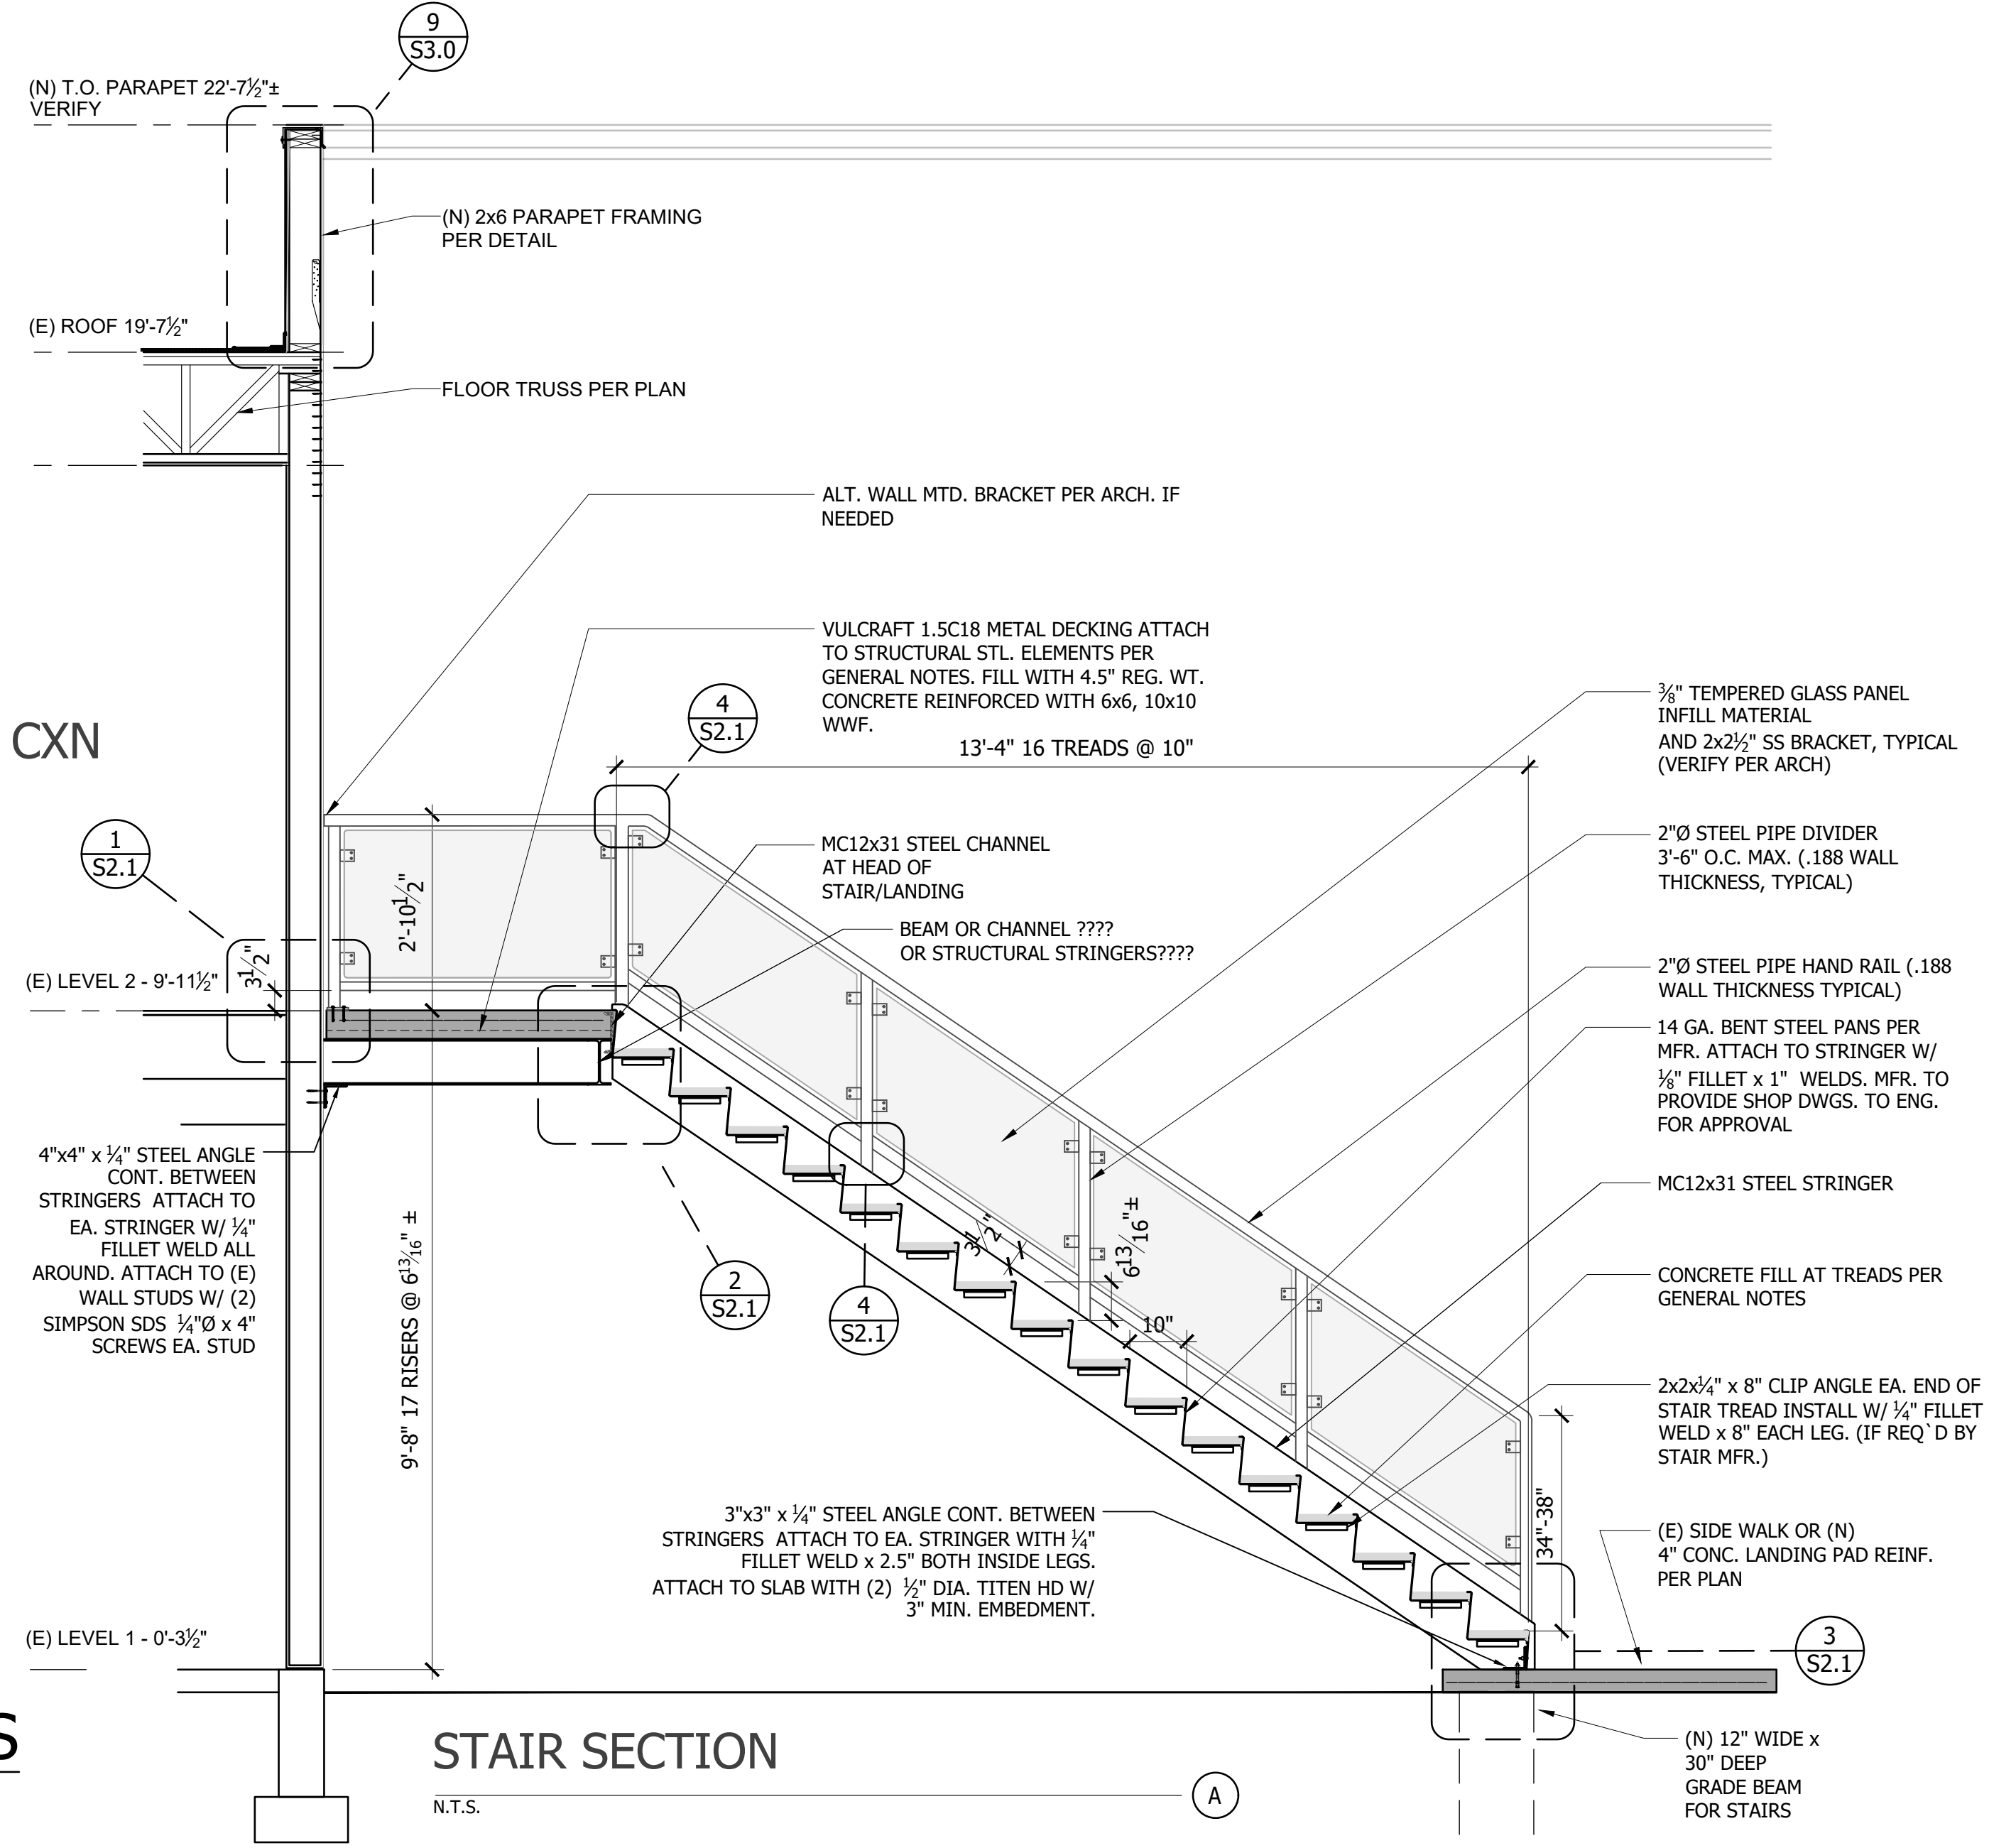 9
S3.0
(N) T.O. PARAPET 22'-7½"±
VERIFY
(N) 2x6 PARAPET FRAMING
PER DETAIL
(E) ROOF 19'-7½"
FLOOR TRUSS PER PLAN
ALT. WALL MTD. BRACKET PER ARCH. IF
NEEDED
VULCRAFT 1.5C18 METAL DECKING ATTACH
TO STRUCTURAL STL. ELEMENTS PER
GENERAL NOTES. FILL WITH 4.5" REG. WT.
CONCRETE REINFORCED WITH 6x6, 10x10
WWF.
4
S2.1
13'-4" 16 TREADS @ 10"
⅜" TEMPERED GLASS PANEL
INFILL MATERIAL
AND 2x2½" SS BRACKET, TYPICAL
(VERIFY PER ARCH)
CXN
1
S2.1
MC12x31 STEEL CHANNEL
AT HEAD OF
STAIR/LANDING
2"Ø STEEL PIPE DIVIDER
3'-6" O.C. MAX. (.188 WALL
THICKNESS, TYPICAL)
2'-10½"
BEAM OR CHANNEL ????
OR STRUCTURAL STRINGERS????
3½"
(E) LEVEL 2 - 9'-11½"
2"Ø STEEL PIPE HAND RAIL (.188
WALL THICKNESS TYPICAL)
14 GA. BENT STEEL PANS PER
MFR. ATTACH TO STRINGER W/
⅛" FILLET x 1" WELDS. MFR. TO
PROVIDE SHOP DWGS. TO ENG.
FOR APPROVAL
4"x4" x ¼" STEEL ANGLE
CONT. BETWEEN
STRINGERS ATTACH TO
EA. STRINGER W/ ¼"
FILLET WELD ALL
AROUND. ATTACH TO (E)
WALL STUDS W/ (2)
SIMPSON SDS ¼"Ø x 4"
SCREWS EA. STUD
MC12x31 STEEL STRINGER
9'-8" 17 RISERS @ 6 13/16" ±
2
S2.1
4
S2.1
3½"
6 13/16"±
10"
CONCRETE FILL AT TREADS PER
GENERAL NOTES
2x2x¼" x 8" CLIP ANGLE EA. END OF
STAIR TREAD INSTALL W/ ¼" FILLET
WELD x 8" EACH LEG. (IF REQ`D BY
STAIR MFR.)
3"x3" x ¼" STEEL ANGLE CONT. BETWEEN
STRINGERS ATTACH TO EA. STRINGER WITH ¼"
FILLET WELD x 2.5" BOTH INSIDE LEGS.
ATTACH TO SLAB WITH (2) ½" DIA. TITEN HD W/
3" MIN. EMBEDMENT.
34"-38"
(E) SIDE WALK OR (N)
4" CONC. LANDING PAD REINF.
PER PLAN
(E) LEVEL 1 - 0'-3½"
3
S2.1
S
STAIR SECTION
N.T.S.
A
(N) 12" WIDE x
30" DEEP
GRADE BEAM
FOR STAIRS